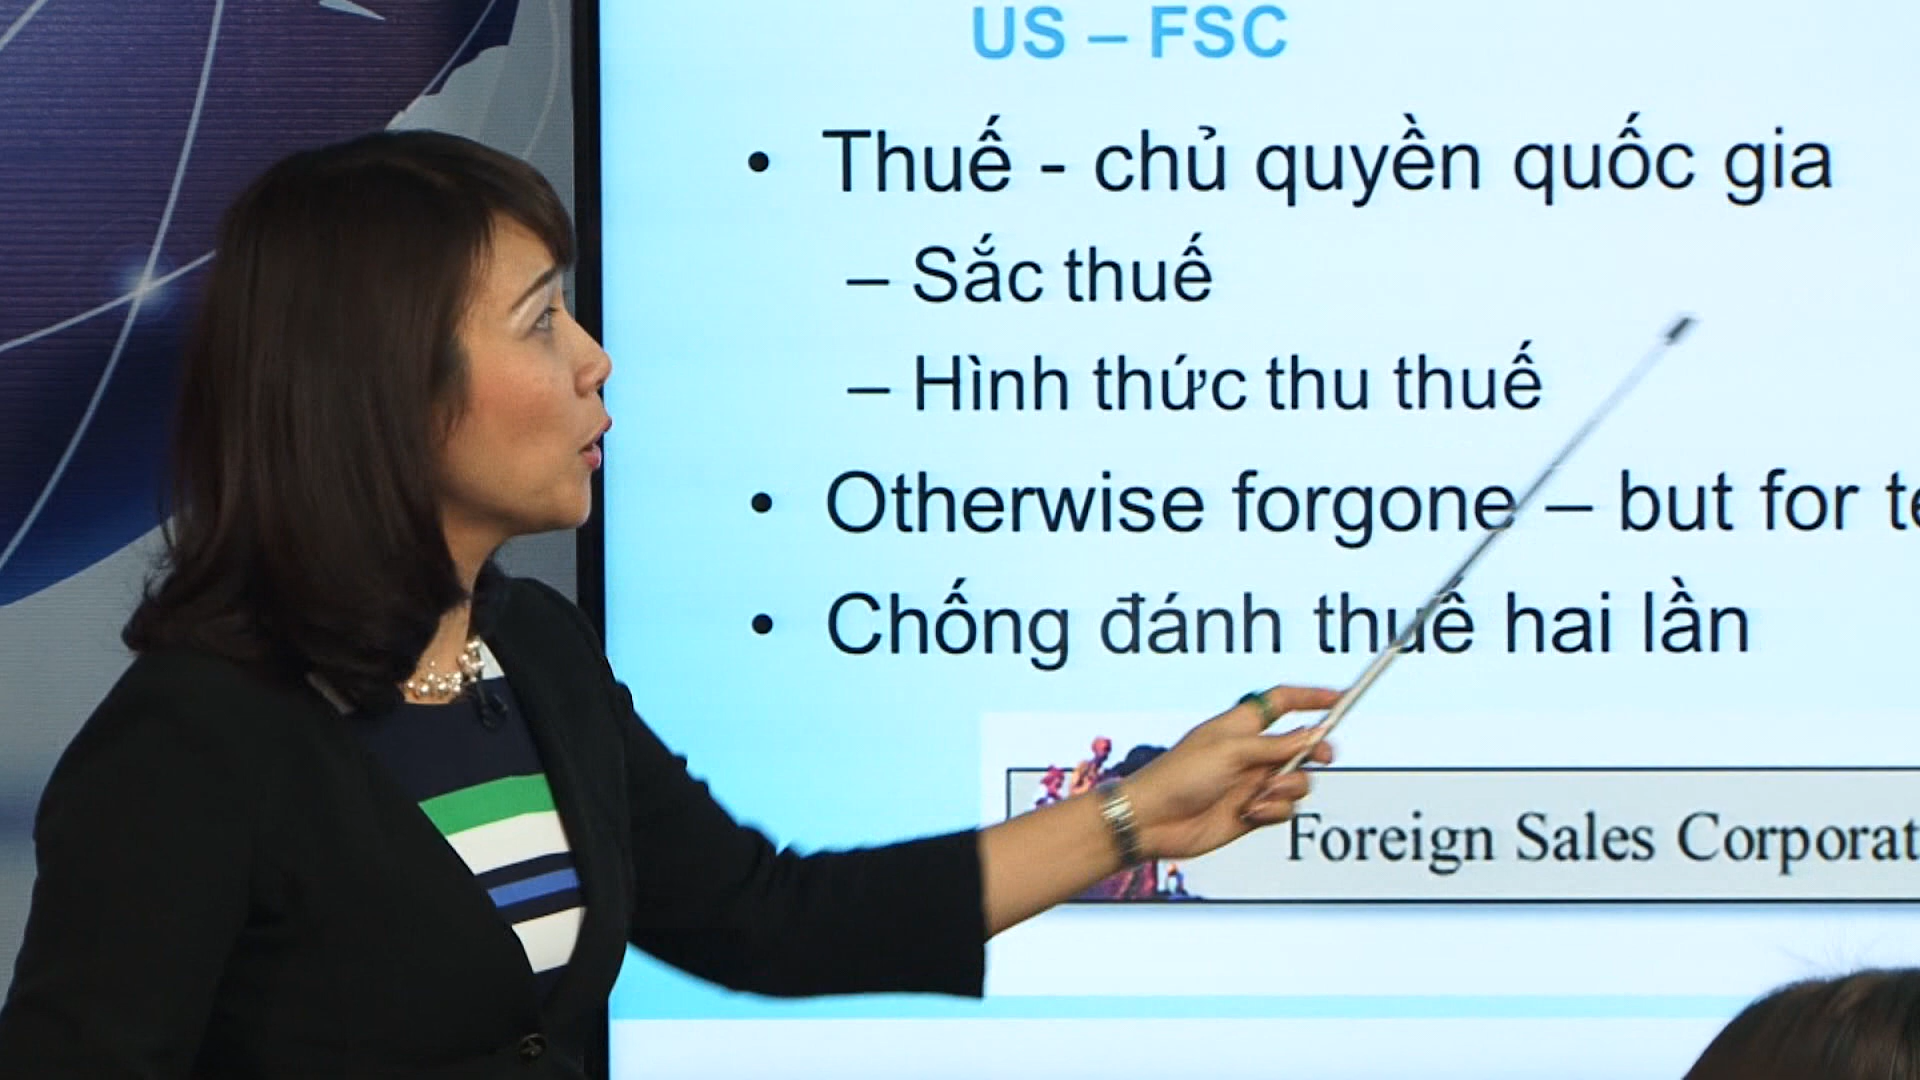 US – FSC
• Thuế - chủ quyền quốc gia
– Sắc thuế
– Hình thức thu thuế
• Otherwise forgone – but for
• Chống đánh thuế hai lần
Foreign Sales